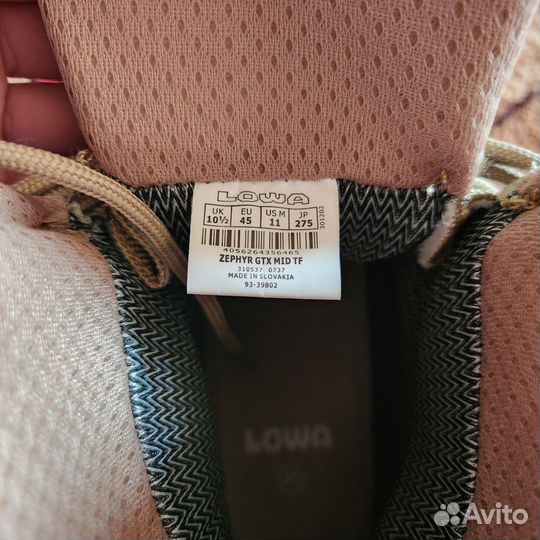 LOWA
UK EU US M JP
10½ 45 11 275
301202
4056264356465
ZEPHYR GTX MID TF
310537 0737
MADE IN SLOVAKIA
93-39802
LOWA
Avito